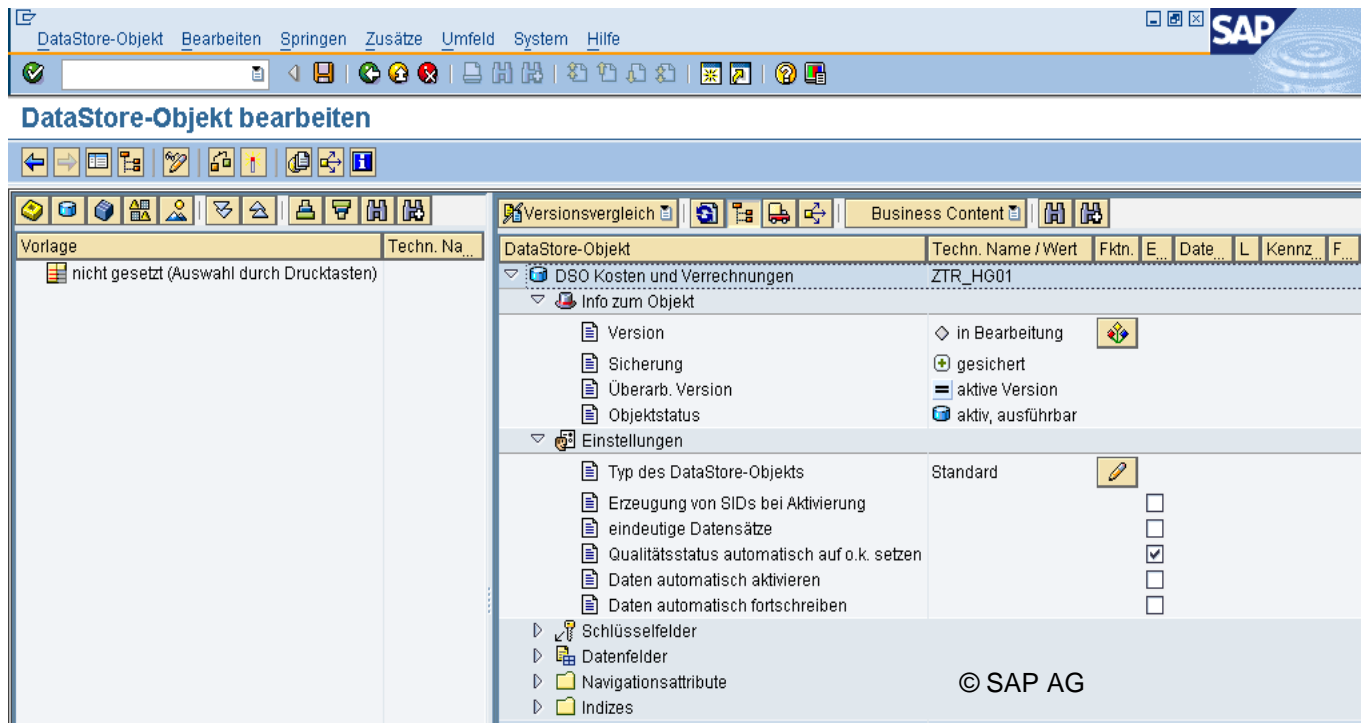 DataStore-Objekt Bearbeiten Springen Zusätze Umfeld System Hilfe
SAP
DataStore-Objekt bearbeiten
Versionsvergleich Business Content
Vorlage Techn. Na...
nicht gesetzt (Auswahl durch Drucktasten)
DataStore-Objekt Techn. Name / Wert Fktn. E... Date... L Kennz... F...
DSO Kosten und Verrechnungen ZTR_HG01
Info zum Objekt
Version in Bearbeitung
Sicherung gesichert
Überarb. Version aktive Version
Objektstatus aktiv, ausführbar
Einstellungen
Typ des DataStore-Objekts Standard
Erzeugung von SIDs bei Aktivierung
eindeutige Datensätze
Qualitätsstatus automatisch auf o.k. setzen
Daten automatisch aktivieren
Daten automatisch fortschreiben
Schlüsselfelder
Datenfelder
Navigationsattribute
© SAP AG
Indizes